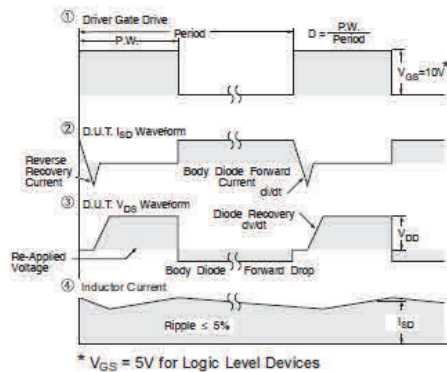 ① Driver Gate Drive
P.W.
Period
D = P.W. / Period
VGS=10V*
② D.U.T. ISD Waveform
Reverse
Recovery
Current
Body Diode Forward
Current
di/dt
③ D.U.T. VDS Waveform
Diode Recovery
dv/dt
VDD
Re-Applied
Voltage
Body Diode Forward Drop
④ Inductor Current
Ripple ≤ 5%
ISD
* VGS = 5V for Logic Level Devices